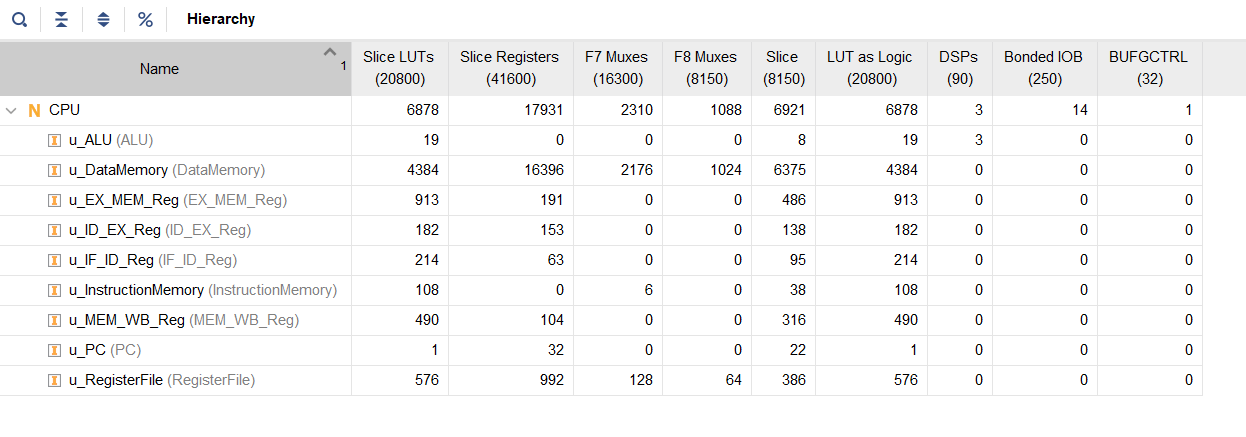 Hierarchy
Name 1 Slice LUTs (20800) Slice Registers (41600) F7 Muxes (16300) F8 Muxes (8150) Slice (8150) LUT as Logic (20800) DSPs (90) Bonded IOB (250) BUFGCTRL (32)
N CPU 6878 17931 2310 1088 6921 6878 3 14 1
I u_ALU (ALU) 19 0 0 0 8 19 3 0 0
I u_DataMemory (DataMemory) 4384 16396 2176 1024 6375 4384 0 0 0
I u_EX_MEM_Reg (EX_MEM_Reg) 913 191 0 0 486 913 0 0 0
I u_ID_EX_Reg (ID_EX_Reg) 182 153 0 0 138 182 0 0 0
I u_IF_ID_Reg (IF_ID_Reg) 214 63 0 0 95 214 0 0 0
I u_InstructionMemory (InstructionMemory) 108 0 6 0 38 108 0 0 0
I u_MEM_WB_Reg (MEM_WB_Reg) 490 104 0 0 316 490 0 0 0
I u_PC (PC) 1 32 0 0 22 1 0 0 0
I u_RegisterFile (RegisterFile) 576 992 128 64 386 576 0 0 0